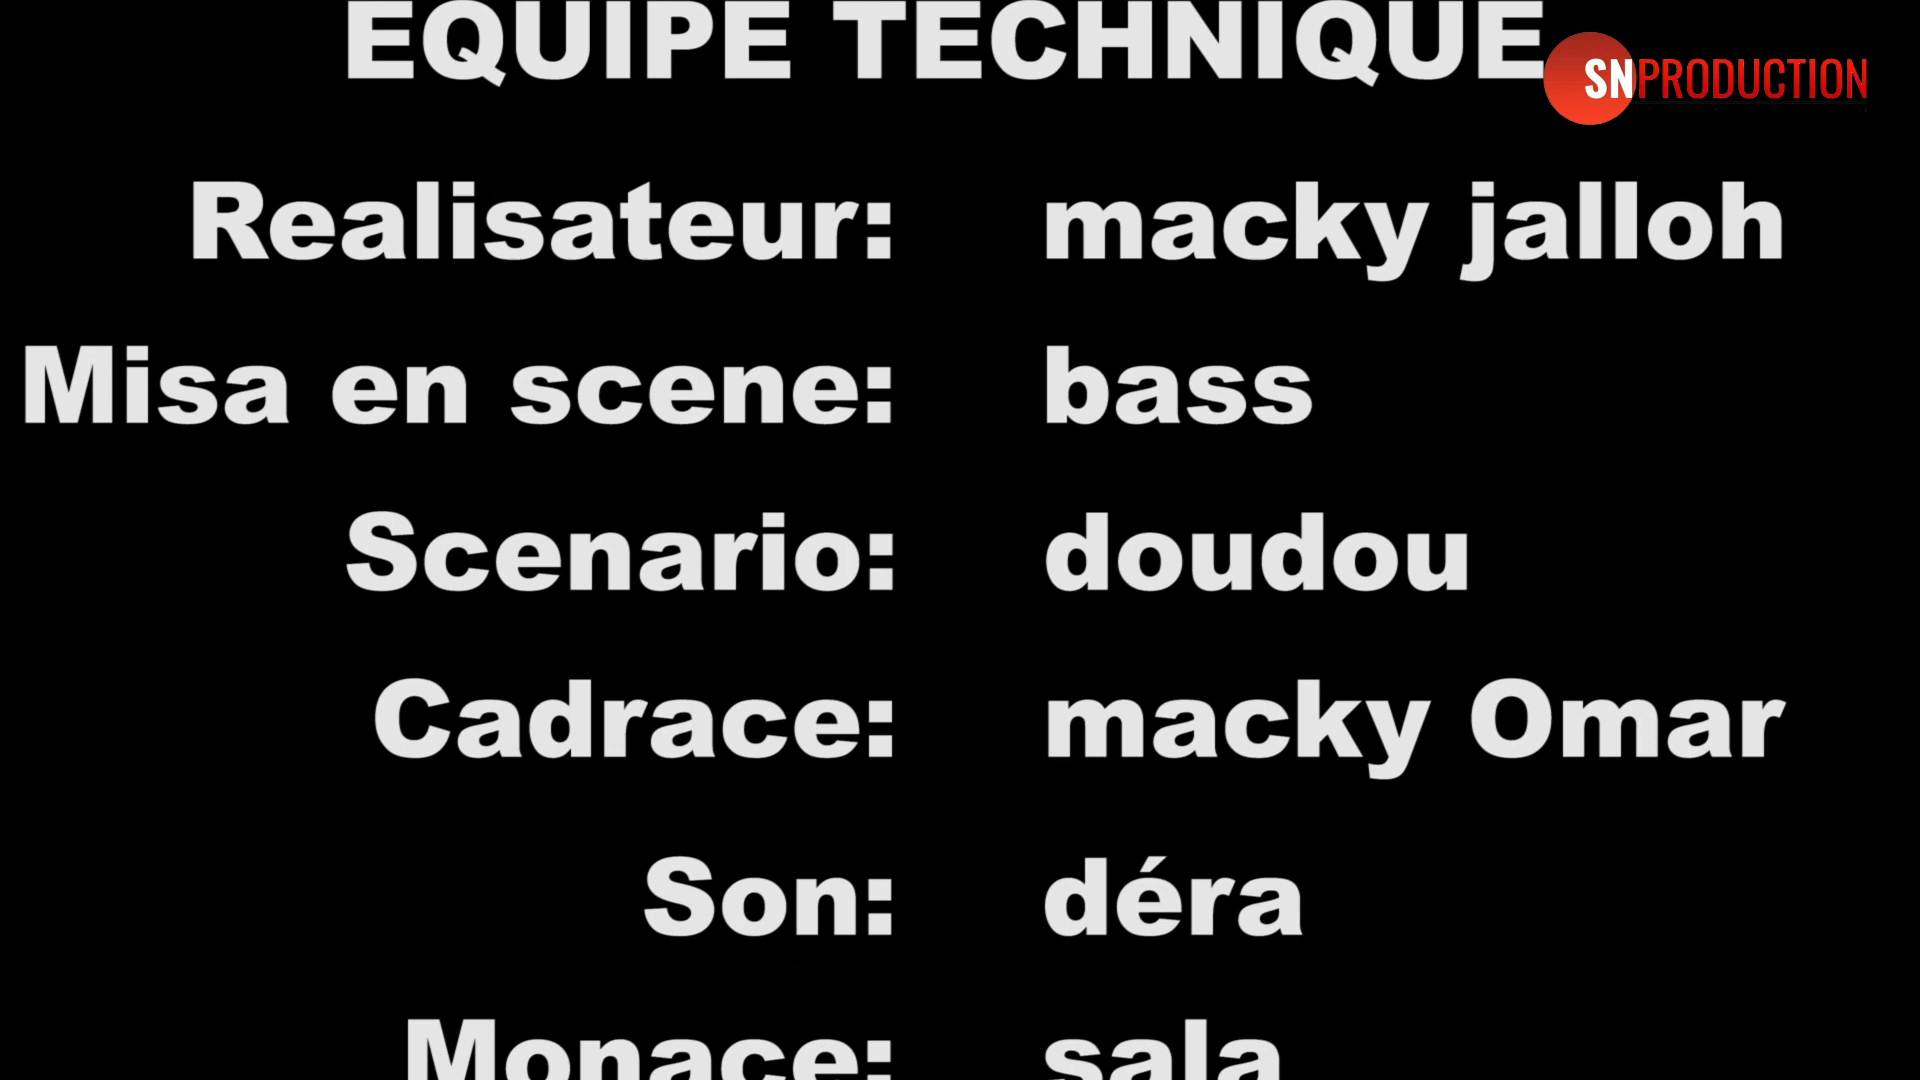 EQUIPE TECHNIQUE
SNPRODUCTION
Realisateur: macky jalloh
Misa en scene: bass
Scenario: doudou
Cadrace: macky Omar
Son: déra
Monace: sala